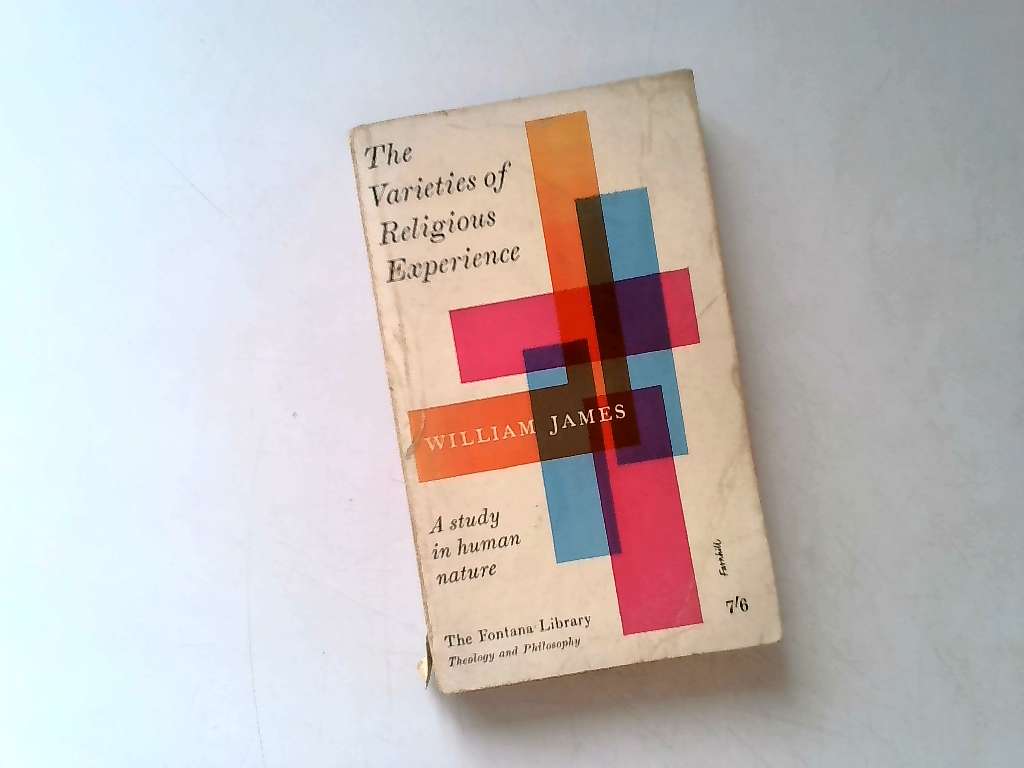 The
Varieties of
Religious
Experience
WILLIAM JAMES
A study
in human
nature
Farnhill
7/6
The Fontana Library
Theology and Philosophy